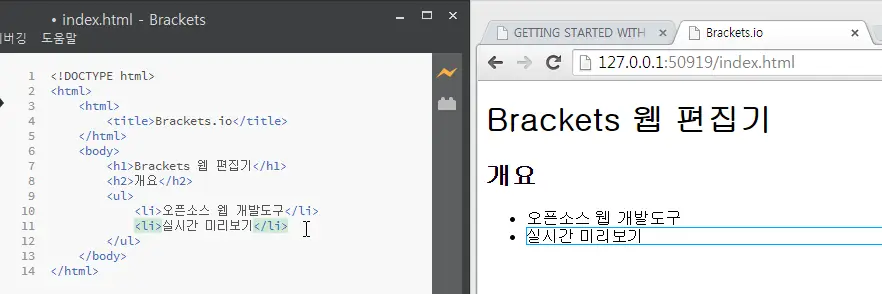 • index.html - Brackets
버깅 도움말
1 <!DOCTYPE html>
2 <html>
3 <html>
4 <title>Brackets.io</title>
5 </html>
6 <body>
7 <h1>Brackets 웹 편집기</h1>
8 <h2>개요</h2>
9 <ul>
10 <li>오픈소스 웹 개발도구</li>
11 <li>실시간 미리보기</li>
12 </ul>
13 </body>
14 </html>
GETTING STARTED WITH
Brackets.io
127.0.0.1:50919/index.html
Brackets 웹 편집기
개요
• 오픈소스 웹 개발도구
• 실시간 미리보기